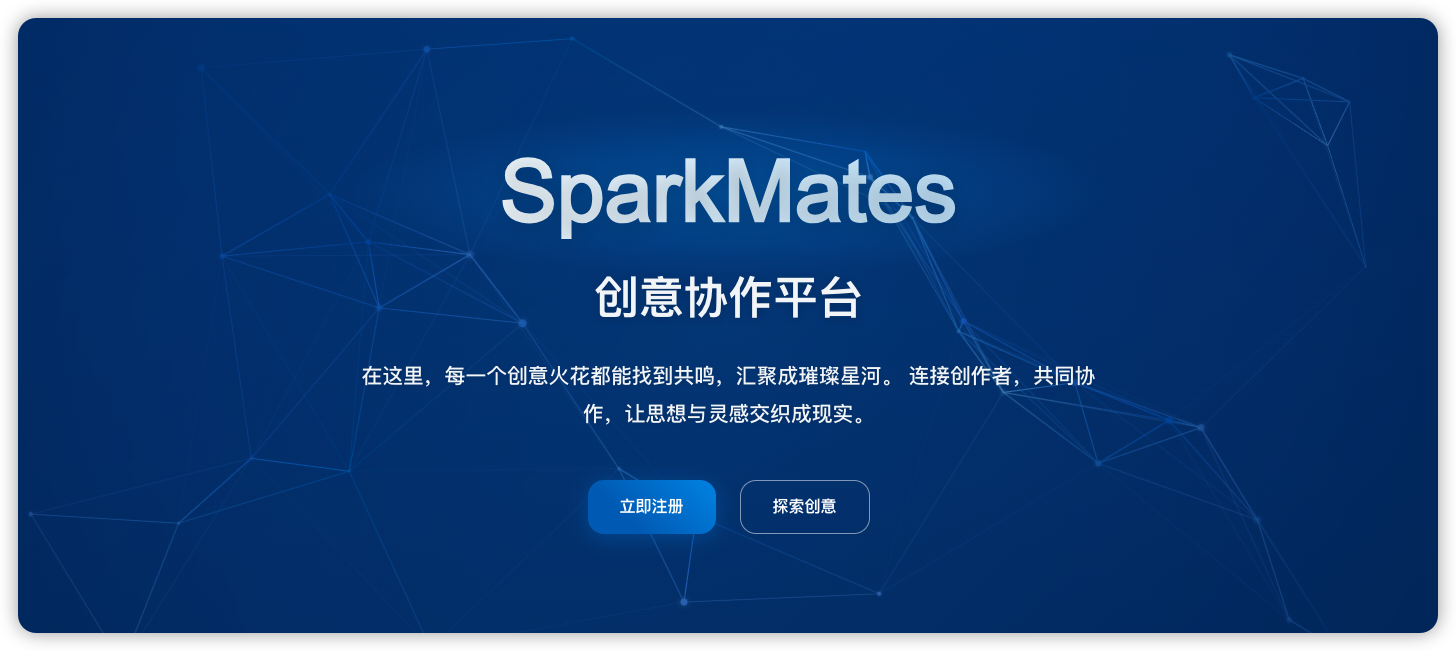 SparkMates
创意协作平台
在这里，每一个创意火花都能找到共鸣，汇聚成璀璨星河。 连接创作者，共同协
作，让思想与灵感交织成现实。
立即注册
探索创意